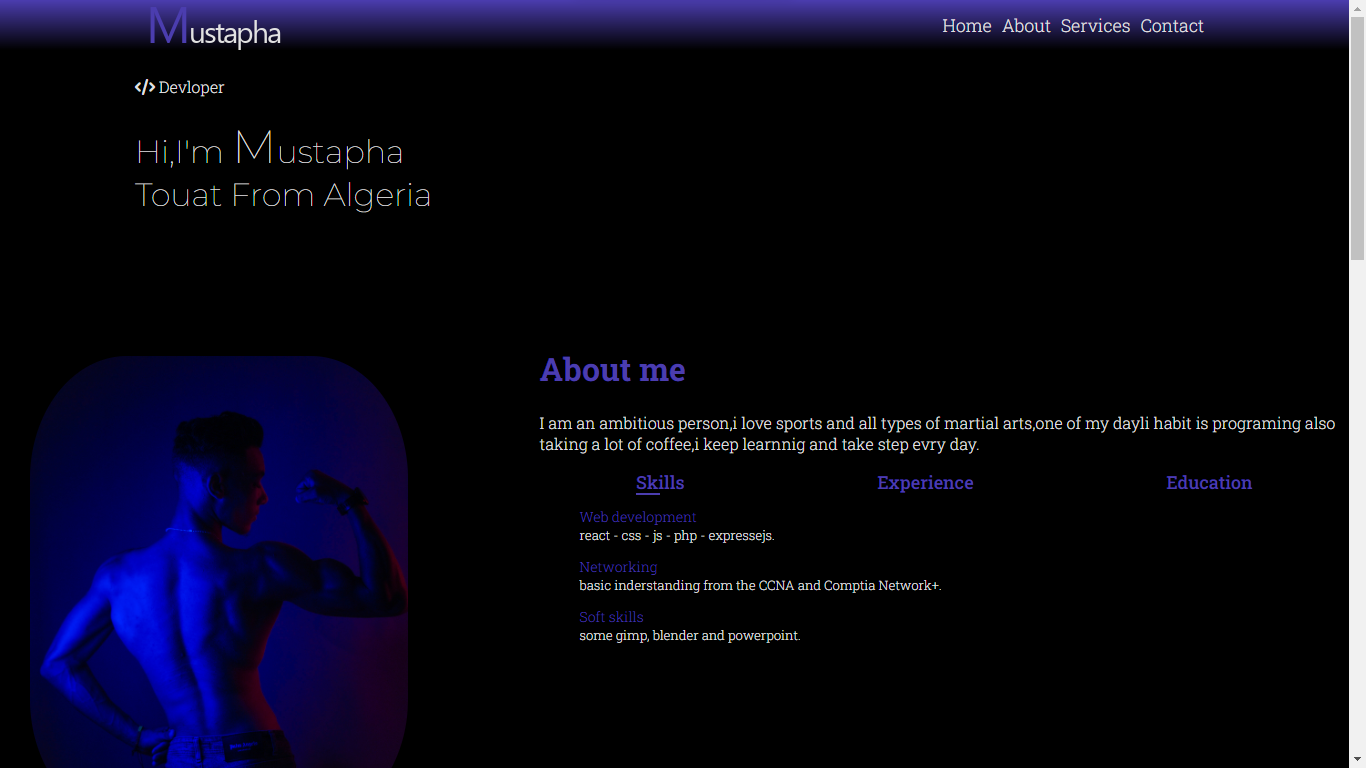 Mustapha
Home About Services Contact
Devloper
Hi,I'm Mustapha
Touat From Algeria
About me
I am an ambitious person,i love sports and all types of martial arts,one of my dayli habit is programing also
taking a lot of coffee,i keep learnnig and take step evry day.
Skills Experience Education
Web development
react - css - js - php - expressejs.
Networking
basic inderstanding from the CCNA and Comptia Network+.
Soft skills
some gimp, blender and powerpoint.